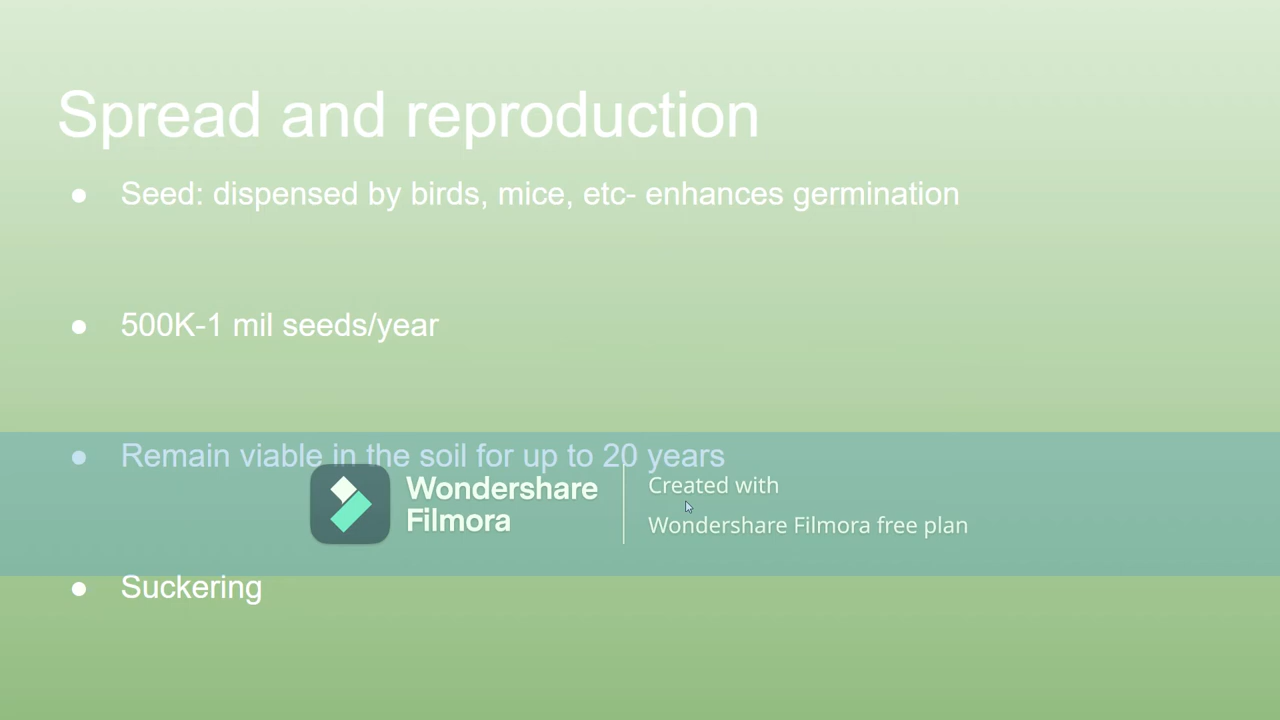 Spread and reproduction
● Seed: dispensed by birds, mice, etc- enhances germination
● 500K-1 mil seeds/year
● Remain viable in the soil for up to 20 years
Wondershare
Filmora
Created with
Wondershare Filmora free plan
● Suckering